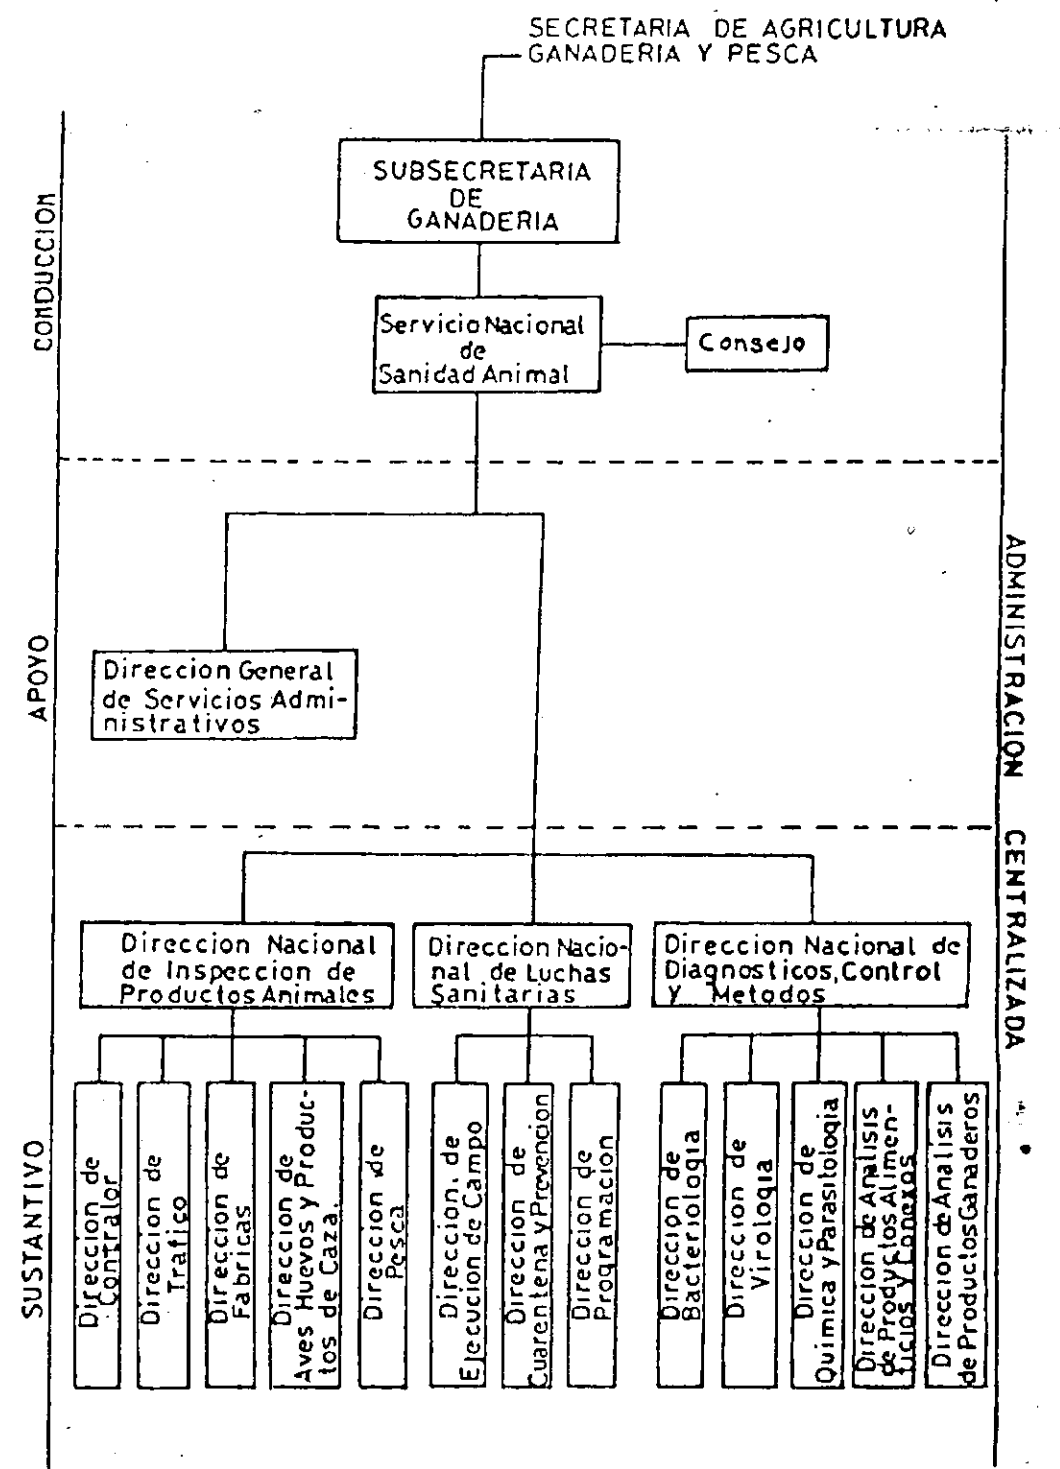 SECRETARIA DE AGRICULTURA
GANADERIA Y PESCA
SUBSECRETARIA
DE
GANADERIA
CONDUCCION
Servicio Nacional
de
Sanidad Animal
Consejo
APOYO
Direccion General
de Servicios Admi-
nistrativos
ADMINISTRACION CENTRALIZADA
SUSTANTIVO
Direccion Nacional
de Inspeccion de
Productos Animales
Direccion Nacio-
nal de Luchas
Sanitarias
Direccion Nacional de
Diagnosticos, Control
y Metodos
Direccion de
Contralor
Direccion de
Trafico
Direccion de
Fabricas
Direccion de
Aves Huevos y Produc-
tos de Caza.
Direccion de
Pesca
Direccion. de
Ejecucion de Campo
Direccion de
Cuarentena y Prevencion
Direccion de
Programacion
Direccion de
Bacteriologia
Direccion de
Virologia
Direccion de
Quimica y Parasitologia
Direccion de Analisis
de Productos Alimen-
ticios y Conexos
Direccion de Analisis
de Productos Ganaderos